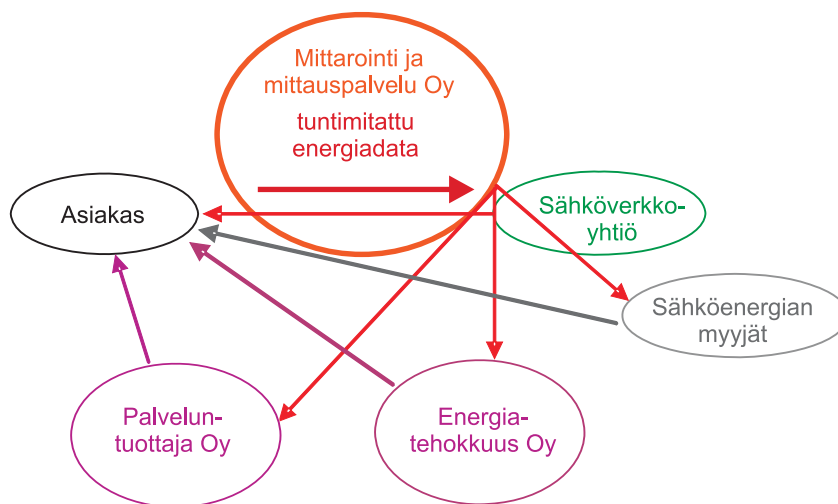 Mittarointi ja
mittauspalvelu Oy
tuntimitattu
energiadata
Asiakas
Sähköverkko-
yhtiö
Sähköenergian
myyjät
Palvelun-
tuottaja Oy
Energia-
tehokkuus Oy